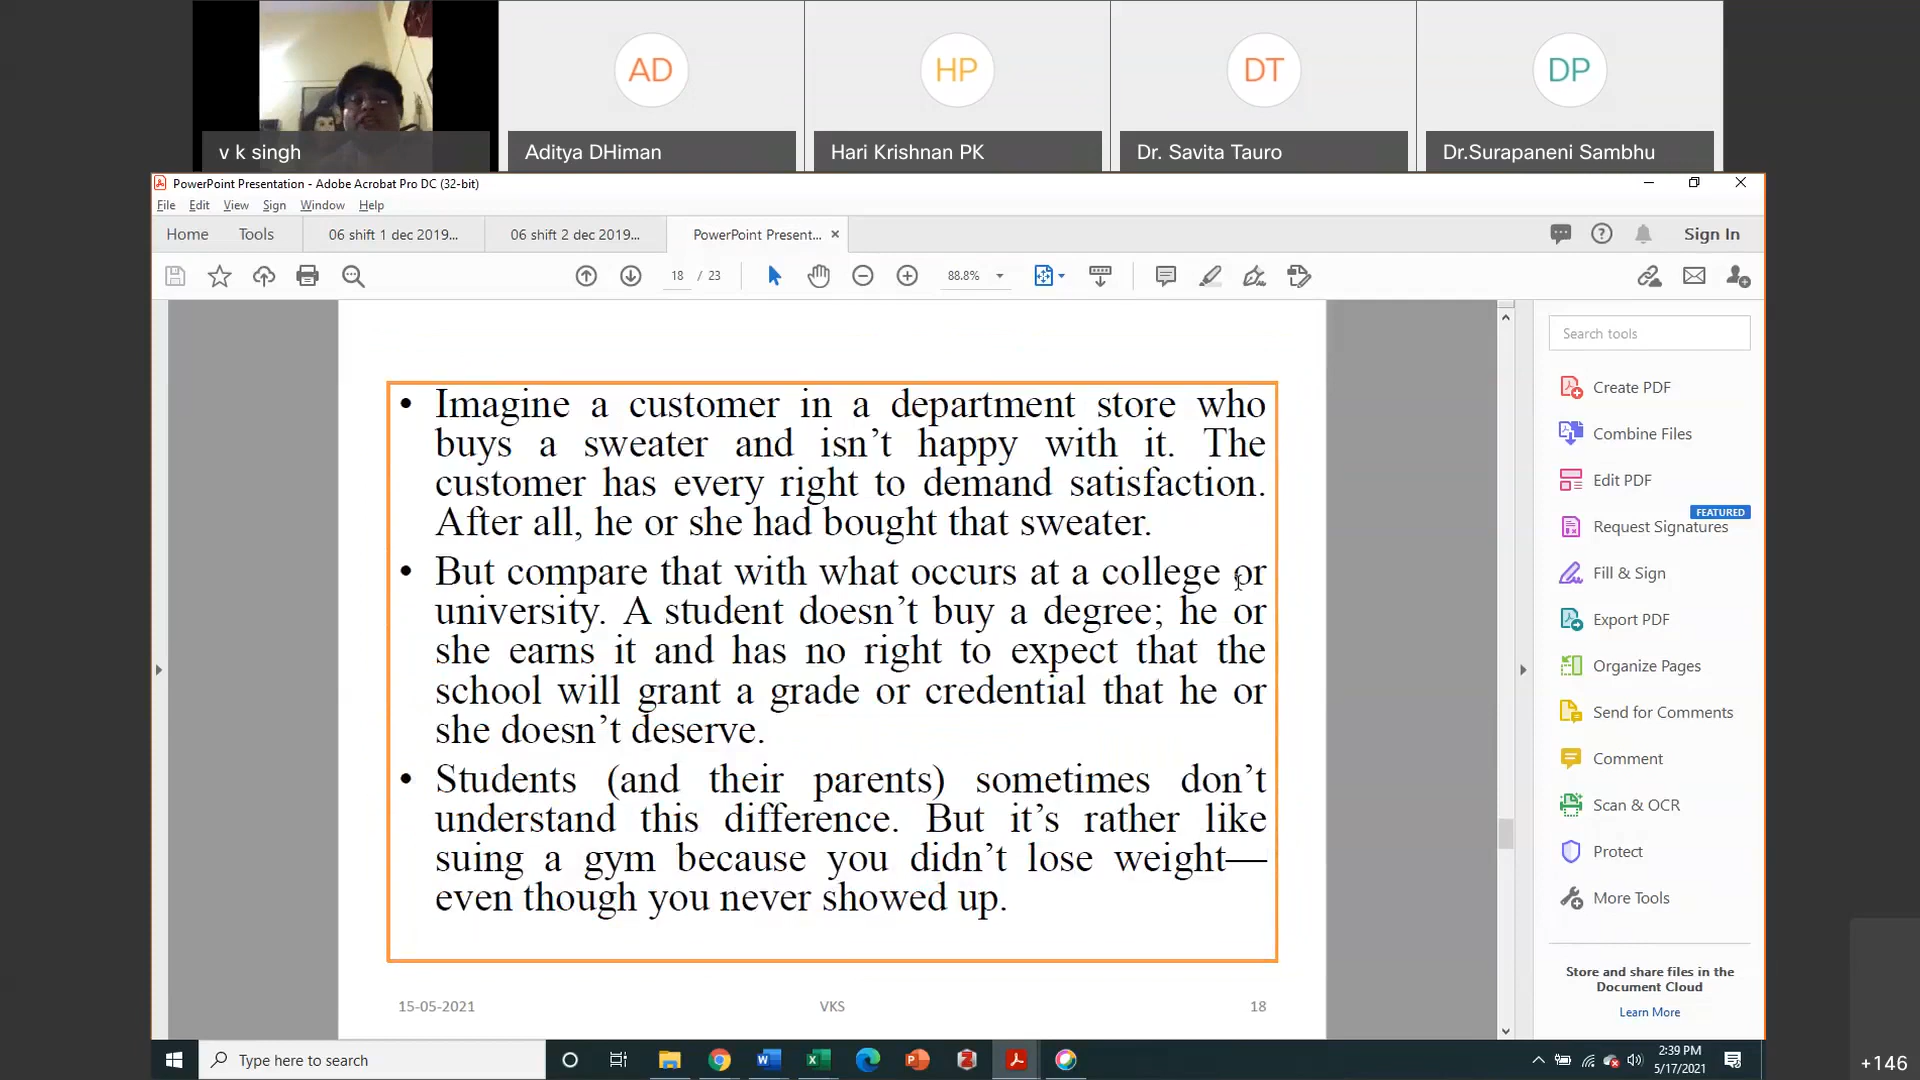 AD
HP
DT
DP
v k singh
Aditya DHiman
Hari Krishnan PK
Dr. Savita Tauro
Dr.Surapaneni Sambhu
PowerPoint Presentation - Adobe Acrobat Pro DC (32-bit)
File Edit View Sign Window Help
Home Tools 06 shift 1 dec 2019... 06 shift 2 dec 2019... PowerPoint Present... × Sign In
18 / 23 88.8%
• Imagine a customer in a department store who
buys a sweater and isn’t happy with it. The
customer has every right to demand satisfaction.
After all, he or she had bought that sweater.
• But compare that with what occurs at a college or
university. A student doesn’t buy a degree; he or
she earns it and has no right to expect that the
school will grant a grade or credential that he or
she doesn’t deserve.
• Students (and their parents) sometimes don’t
understand this difference. But it’s rather like
suing a gym because you didn’t lose weight—
even though you never showed up.
15-05-2021 VKS 18
Search tools
Create PDF
Combine Files
Edit PDF
FEATURED
Request Signatures
Fill & Sign
Export PDF
Organize Pages
Send for Comments
Comment
Scan & OCR
Protect
More Tools
Store and share files in the
Document Cloud
Learn More
Type here to search
2:39 PM
5/17/2021
+146